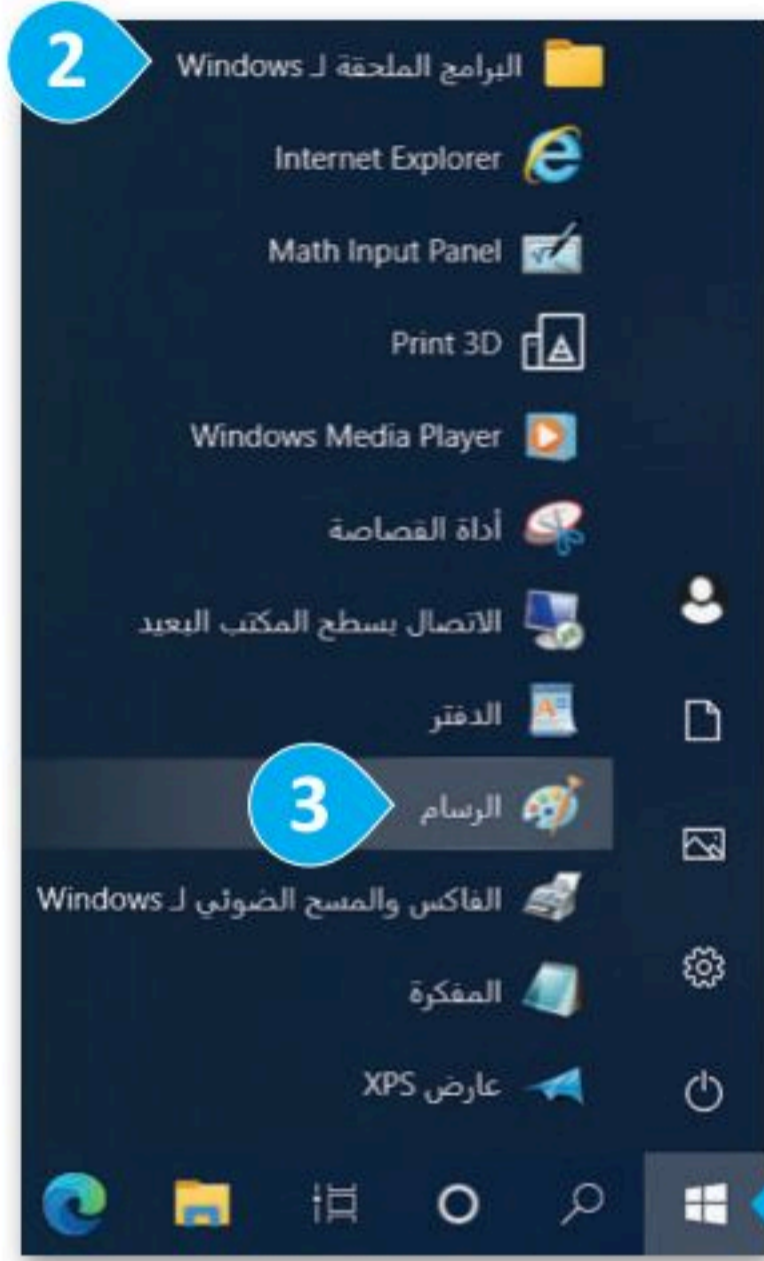 2
البرامج الملحقة لـ Windows
Internet Explorer
Math Input Panel
Print 3D
Windows Media Player
أداة القصاصة
الاتصال بسطح المكتب البعيد
الدفتر
الرسام
3
الفاكس والمسح الضوئي لـ Windows
المفكرة
عارض XPS